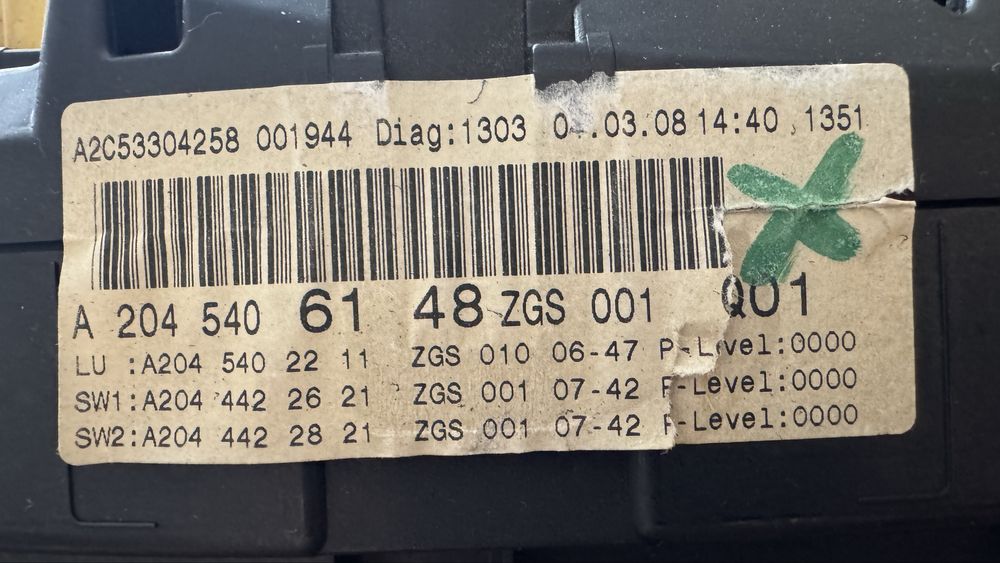 A2C53304258 001944 Diag:1303 .03.08 14:40 1351
A 204 540 61 48 ZGS 001 Q01
LU :A204 540 22 11 ZGS 010 06-47 P-Level:0000
SW1:A204 442 26 21 ZGS 001 07-42 P-Level:0000
SW2:A204 442 28 21 ZGS 001 07-42 P-Level:0000